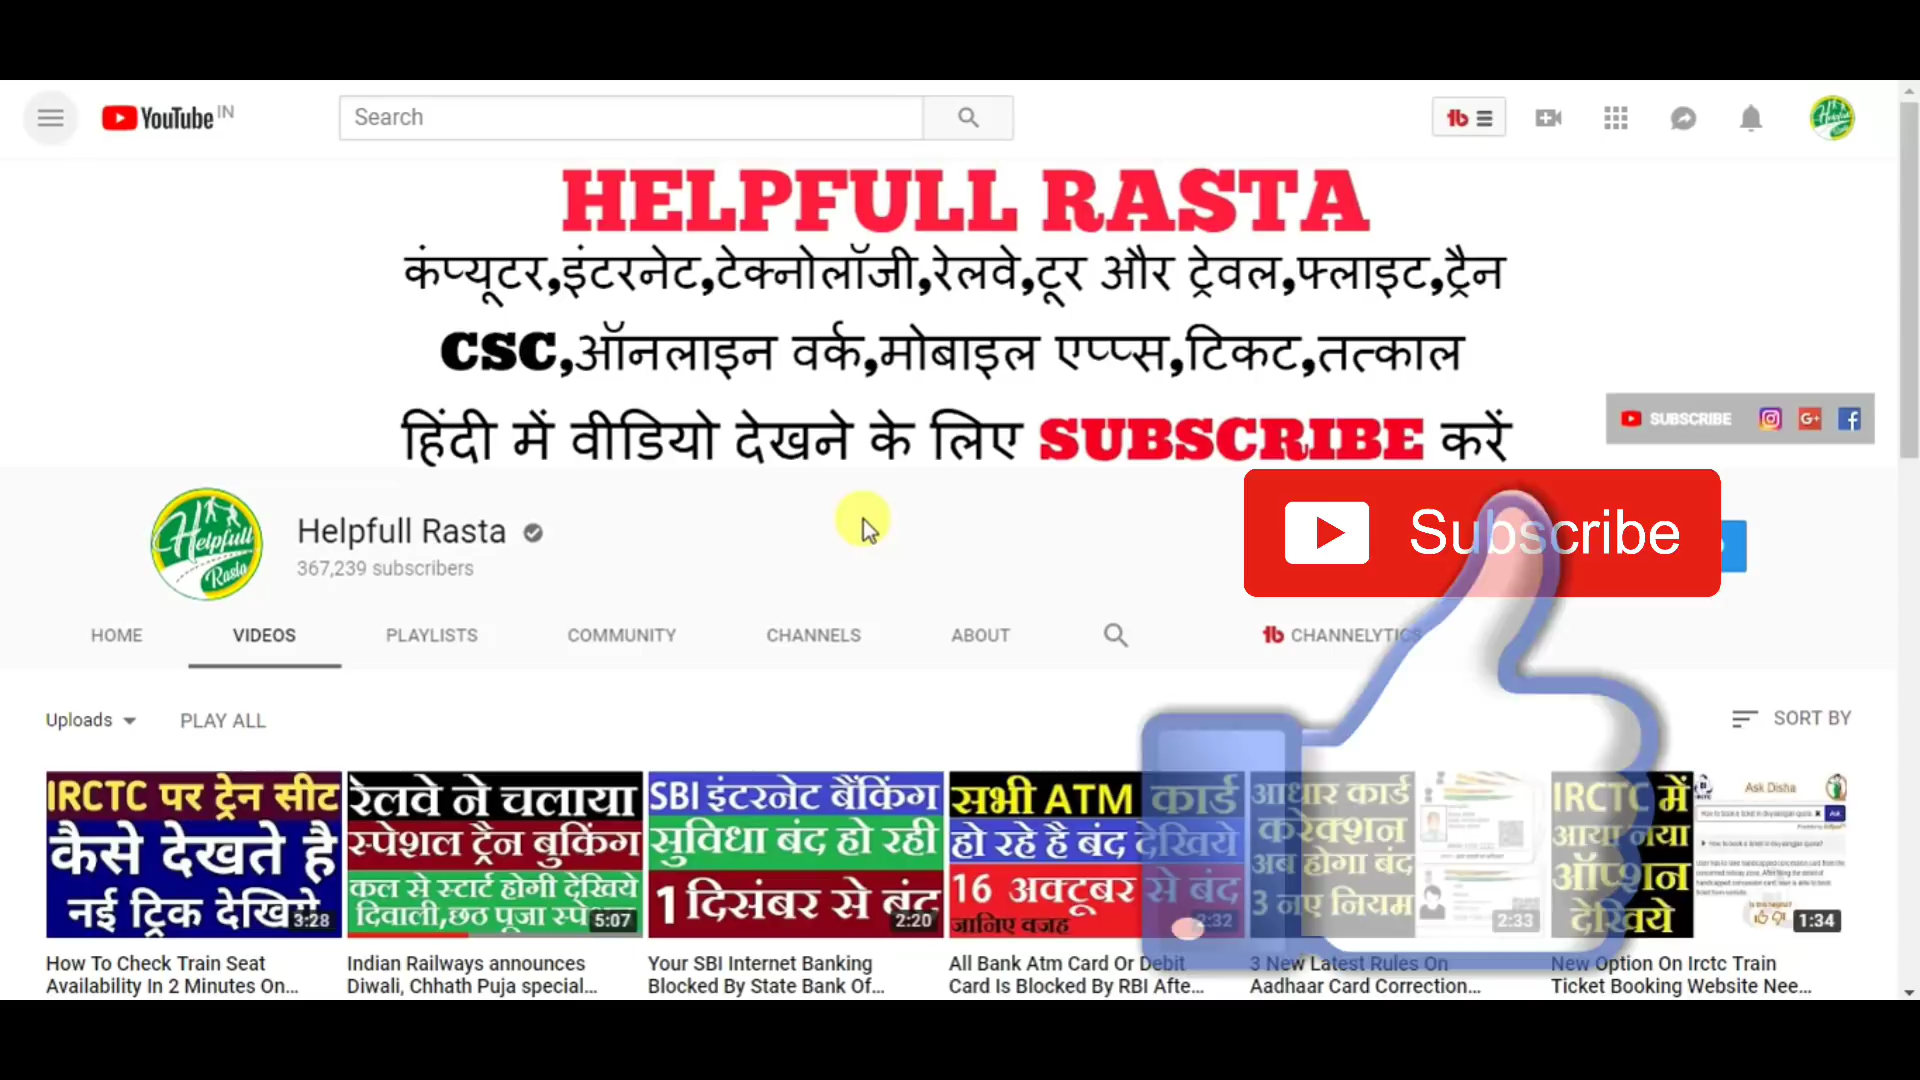 YouTube IN
Search
HELPFULL RASTA
कंप्यूटर,इंटरनेट,टेक्नोलॉजी,रेलवे,टूर और ट्रेवल,फ्लाइट,ट्रैन
CSC,ऑनलाइन वर्क,मोबाइल एप्प्स,टिकट,तत्काल
हिंदी में वीडियो देखने के लिए SUBSCRIBE करें
SUBSCRIBE
Helpfull Rasta
Helpfull Rasta
367,239 subscribers
Subscribe
HOME
VIDEOS
PLAYLISTS
COMMUNITY
CHANNELS
ABOUT
CHANNELYTICS
Uploads
PLAY ALL
SORT BY
IRCTC पर ट्रेन सीट
कैसे देखते है
नई ट्रिक देखिये
3:28
रेलवे ने चलाया
स्पेशल ट्रैन बुकिंग
कल से स्टार्ट होगी देखिये
दिवाली,छठ पूजा स्पे
5:07
SBI इंटरनेट बैंकिंग
सुविधा बंद हो रही
1 दिसंबर से बंद
2:20
सभी ATM कार्ड
हो रहे है बंद देखिये
16 अक्टूबर से बंद
जानिए वजह
2:32
आधार कार्ड
करेक्शन
अब होगा बंद
3 नए नियम
2:33
IRCTC में
आया नया
ऑप्शन
देखिये
Ask Disha
1:34
How To Check Train Seat
Availability In 2 Minutes On...
Indian Railways announces
Diwali, Chhath Puja special...
Your SBI Internet Banking
Blocked By State Bank Of...
All Bank Atm Card Or Debit
Card Is Blocked By RBI Afte...
3 New Latest Rules On
Aadhaar Card Correction...
New Option On Irctc Train
Ticket Booking Website Nee...